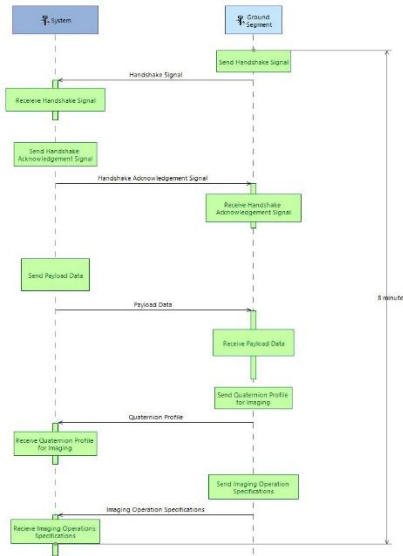 System
Ground
Segment
Send Handshake Signal
Handshake Signal
Receieve Handshake Signal
Send Handshake
Acknowledgement Signal
Handshake Acknowledgement Signal
Receive Handshake
Acknowledgement Signal
Send Payload Data
8 minute
Payload Data
Receive Payload Data
Send Quaternion Profile
for Imaging
Quaternion Profile
Receive Quaternion Profile
for Imaging
Send Imaging Operation
Specifications
Imaging Operation Specifications
Recieve Imaging Operations
Specifications